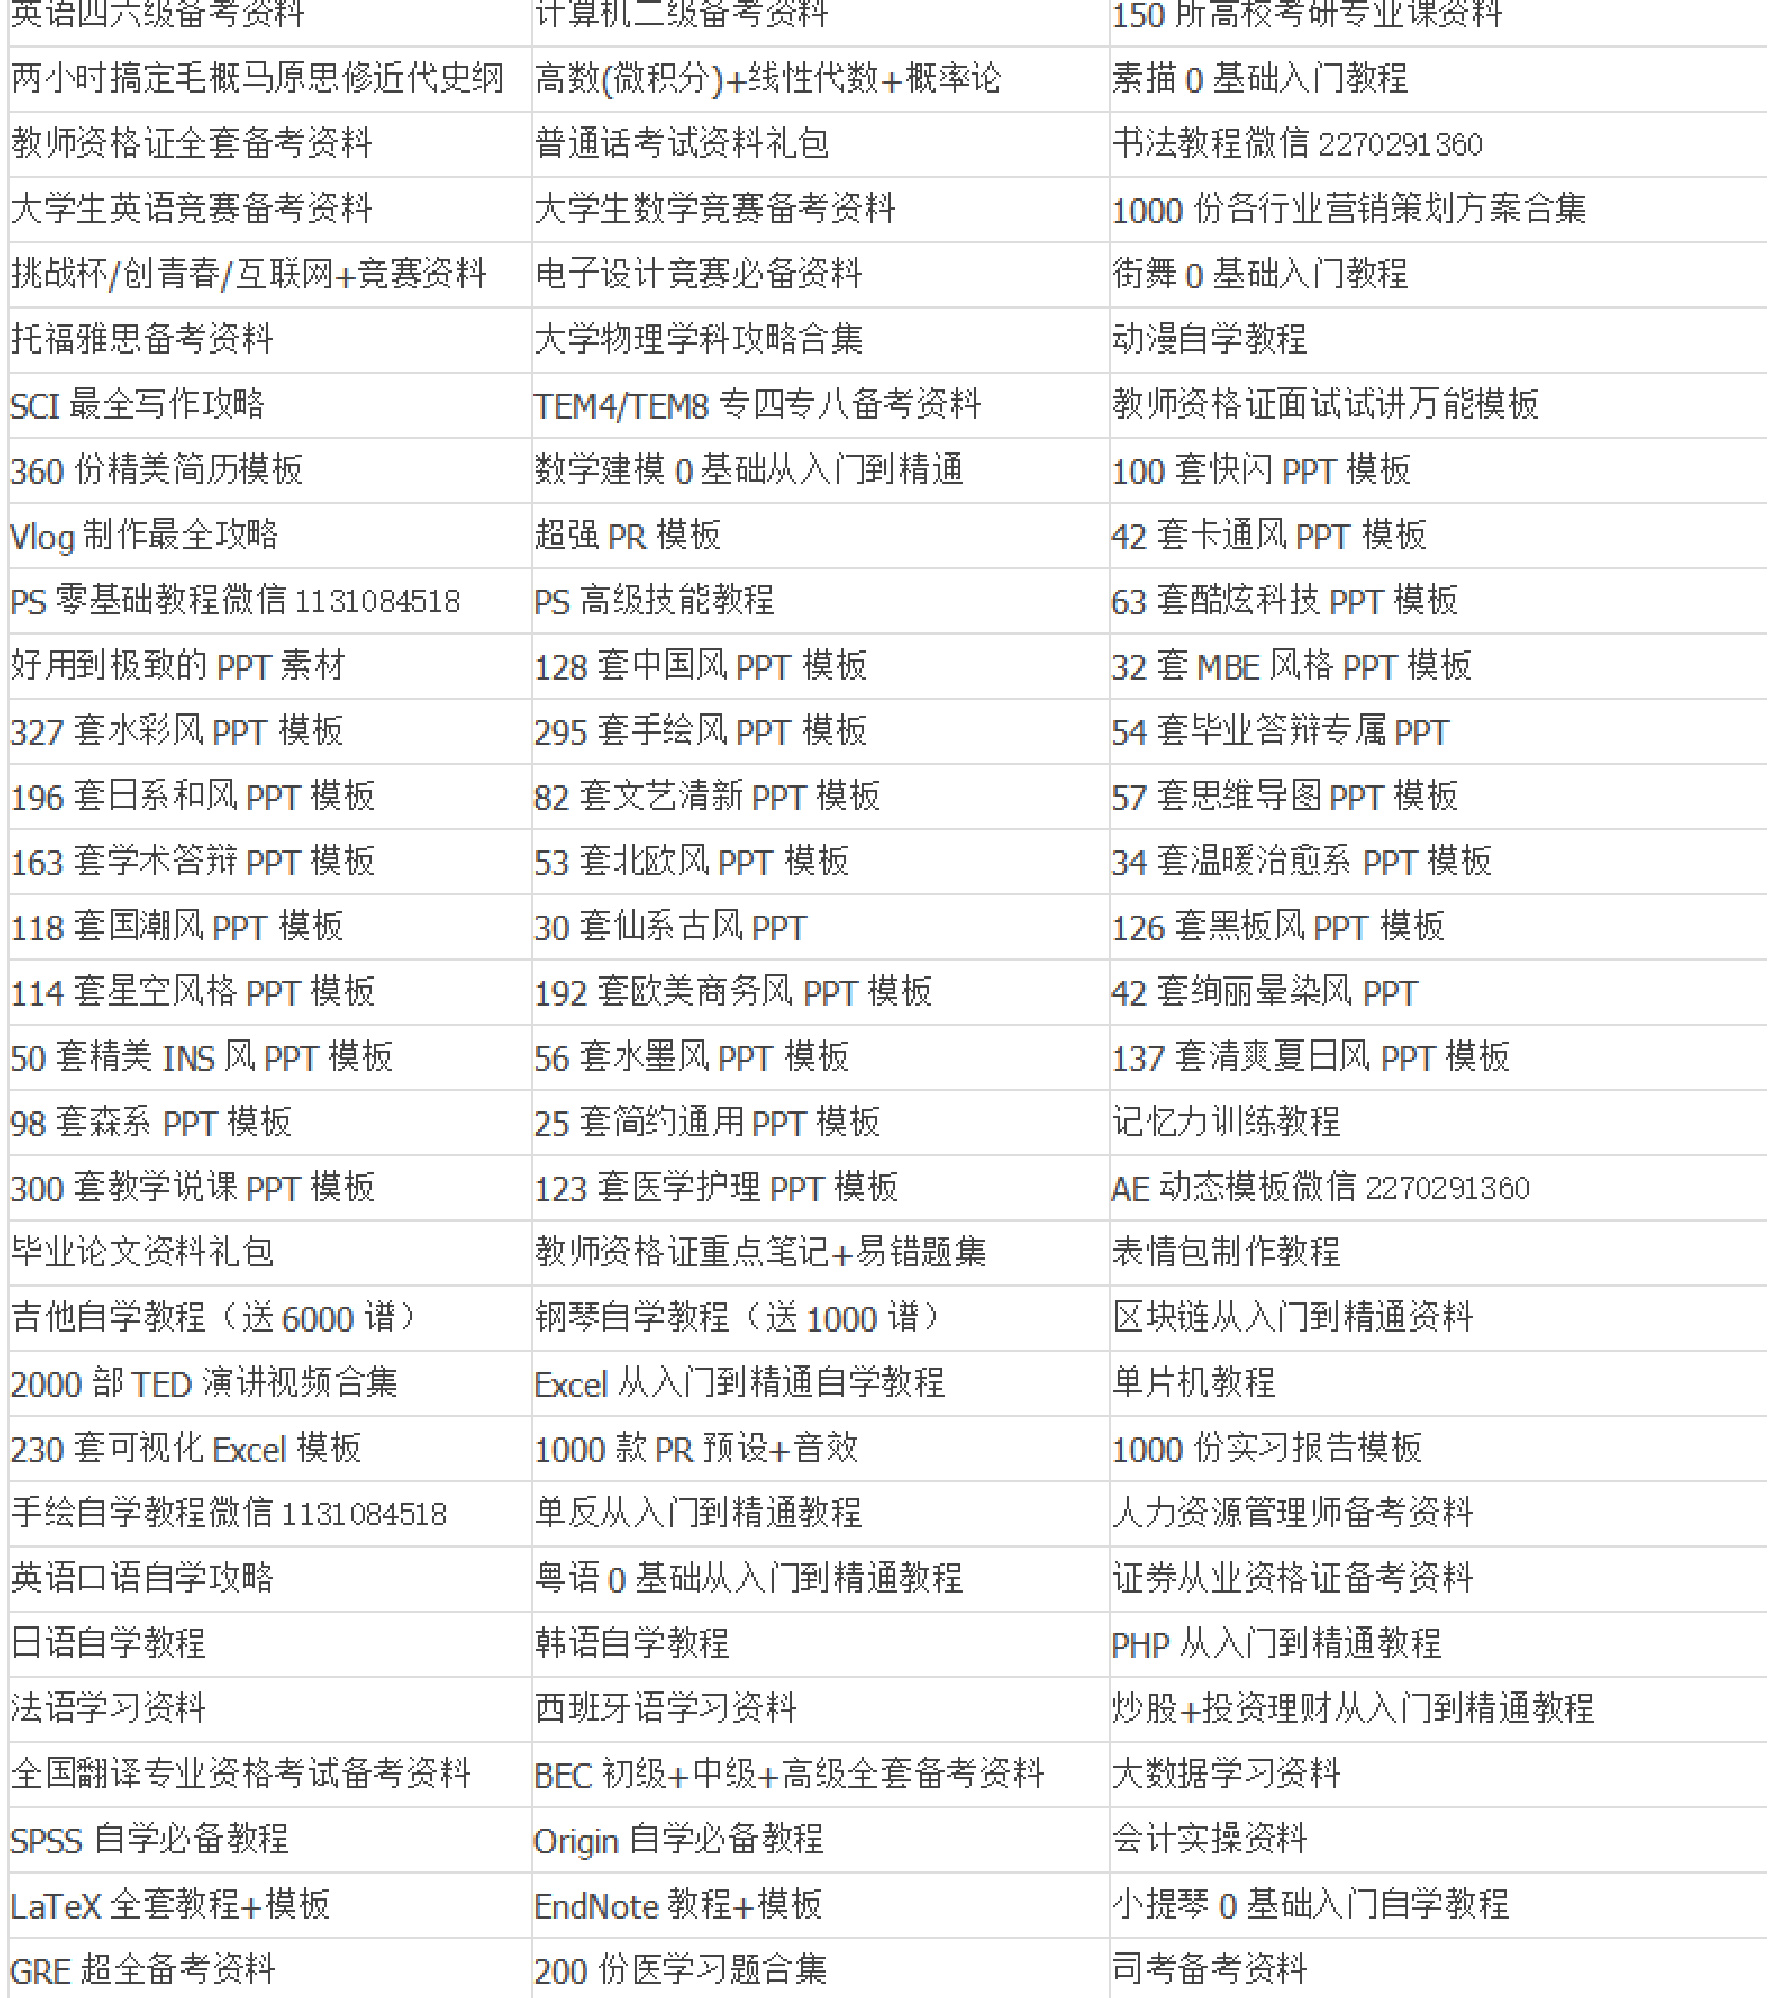 英语四六级备考资料 计算机二级备考资料 150 所高校考研专业课资料
两小时搞定毛概马原思修近代史纲 高数(微积分)+线性代数+概率论 素描 0 基础入门教程
教师资格证全套备考资料 普通话考试资料礼包 书法教程微信 2270291360
大学生英语竞赛备考资料 大学生数学竞赛备考资料 1000 份各行业营销策划方案合集
挑战杯/创青春/互联网+竞赛资料 电子设计竞赛必备资料 街舞 0 基础入门教程
托福雅思备考资料 大学物理学科攻略合集 动漫自学教程
SCI 最全写作攻略 TEM4/TEM8 专四专八备考资料 教师资格证面试试讲万能模板
360 份精美简历模板 数学建模 0 基础从入门到精通 100 套快闪 PPT 模板
Vlog 制作最全攻略 超强 PR 模板 42 套卡通风 PPT 模板
PS 零基础教程微信 1131084518 PS 高级技能教程 63 套酷炫科技 PPT 模板
好用到极致的 PPT 素材 128 套中国风 PPT 模板 32 套 MBE 风格 PPT 模板
327 套水彩风 PPT 模板 295 套手绘风 PPT 模板 54 套毕业答辩专属 PPT
196 套日系和风 PPT 模板 82 套文艺清新 PPT 模板 57 套思维导图 PPT 模板
163 套学术答辩 PPT 模板 53 套北欧风 PPT 模板 34 套温暖治愈系 PPT 模板
118 套国潮风 PPT 模板 30 套仙系古风 PPT 126 套黑板风 PPT 模板
114 套星空风格 PPT 模板 192 套欧美商务风 PPT 模板 42 套绚丽晕染风 PPT
50 套精美 INS 风 PPT 模板 56 套水墨风 PPT 模板 137 套清爽夏日风 PPT 模板
98 套森系 PPT 模板 25 套简约通用 PPT 模板 记忆力训练教程
300 套教学说课 PPT 模板 123 套医学护理 PPT 模板 AE 动态模板微信 2270291360
毕业论文资料礼包 教师资格证重点笔记+易错题集 表情包制作教程
吉他自学教程（送 6000 谱） 钢琴自学教程（送 1000 谱） 区块链从入门到精通资料
2000 部 TED 演讲视频合集 Excel 从入门到精通自学教程 单片机教程
230 套可视化 Excel 模板 1000 款 PR 预设+音效 1000 份实习报告模板
手绘自学教程微信 1131084518 单反从入门到精通教程 人力资源管理师备考资料
英语口语自学攻略 粤语 0 基础从入门到精通教程 证券从业资格证备考资料
日语自学教程 韩语自学教程 PHP 从入门到精通教程
法语学习资料 西班牙语学习资料 炒股+投资理财从入门到精通教程
全国翻译专业资格考试备考资料 BEC 初级+中级+高级全套备考资料 大数据学习资料
SPSS 自学必备教程 Origin 自学必备教程 会计实操资料
LaTeX 全套教程+模板 EndNote 教程+模板 小提琴 0 基础入门自学教程
GRE 超全备考资料 200 份医学习题合集 司考备考资料